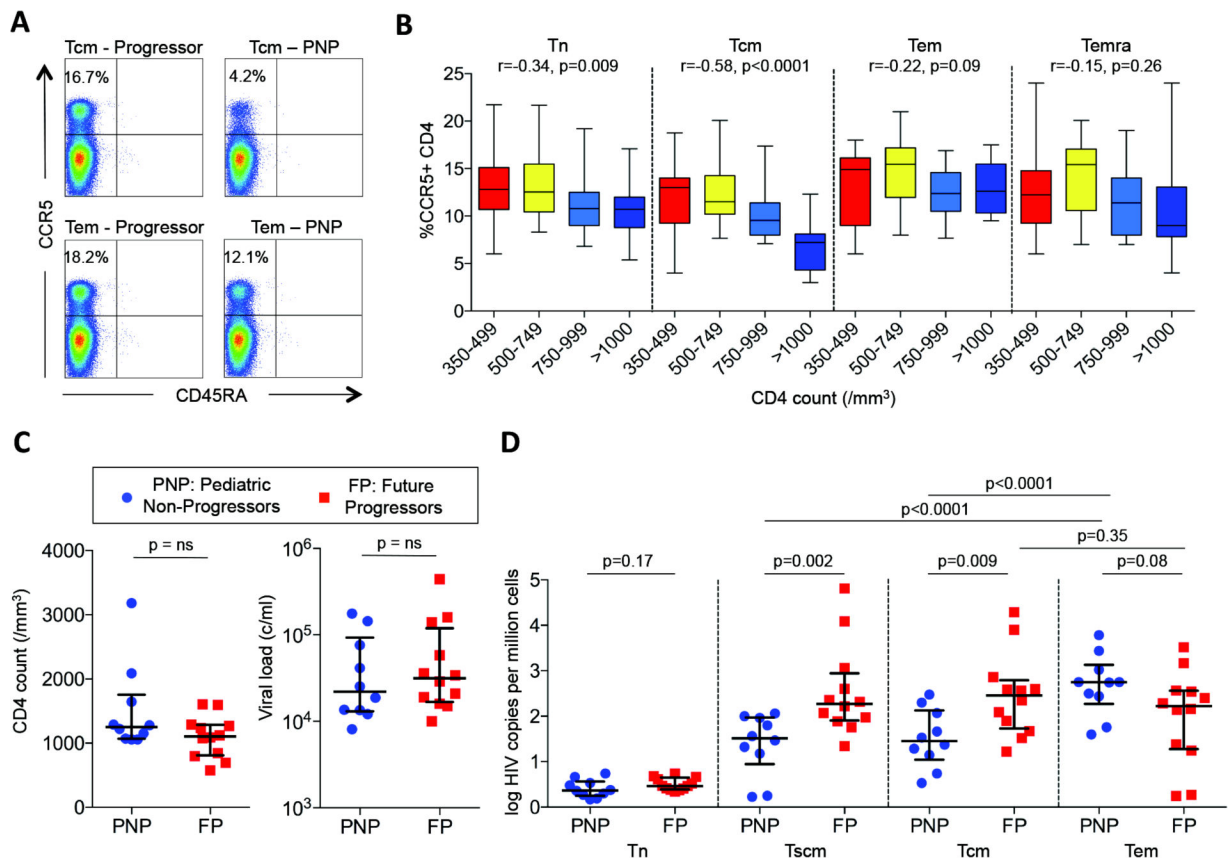 A
Tcm - Progressor
Tcm – PNP
16.7%
4.2%
Tem - Progressor
Tem – PNP
18.2%
12.1%
CCR5
CD45RA
B
Tn
Tcm
Tem
Temra
r=-0.34, p=0.009
r=-0.58, p<0.0001
r=-0.22, p=0.09
r=-0.15, p=0.26
%CCR5+ CD4
25
20
15
10
5
0
350-499
500-749
750-999
>1000
350-499
500-749
750-999
>1000
350-499
500-749
750-999
>1000
350-499
500-749
750-999
>1000
CD4 count (/mm³)
C
PNP: Pediatric
Non-Progressors
FP: Future
Progressors
p = ns
CD4 count (/mm³)
4000
3000
2000
1000
0
PNP
FP
p = ns
Viral load (c/ml)
10⁶
10⁵
10⁴
10³
PNP
FP
D
p<0.0001
p<0.0001
p=0.35
p=0.17
p=0.002
p=0.009
p=0.08
log HIV copies per million cells
5
4
3
2
1
0
PNP
FP
PNP
FP
PNP
FP
PNP
FP
Tn
Tscm
Tcm
Tem